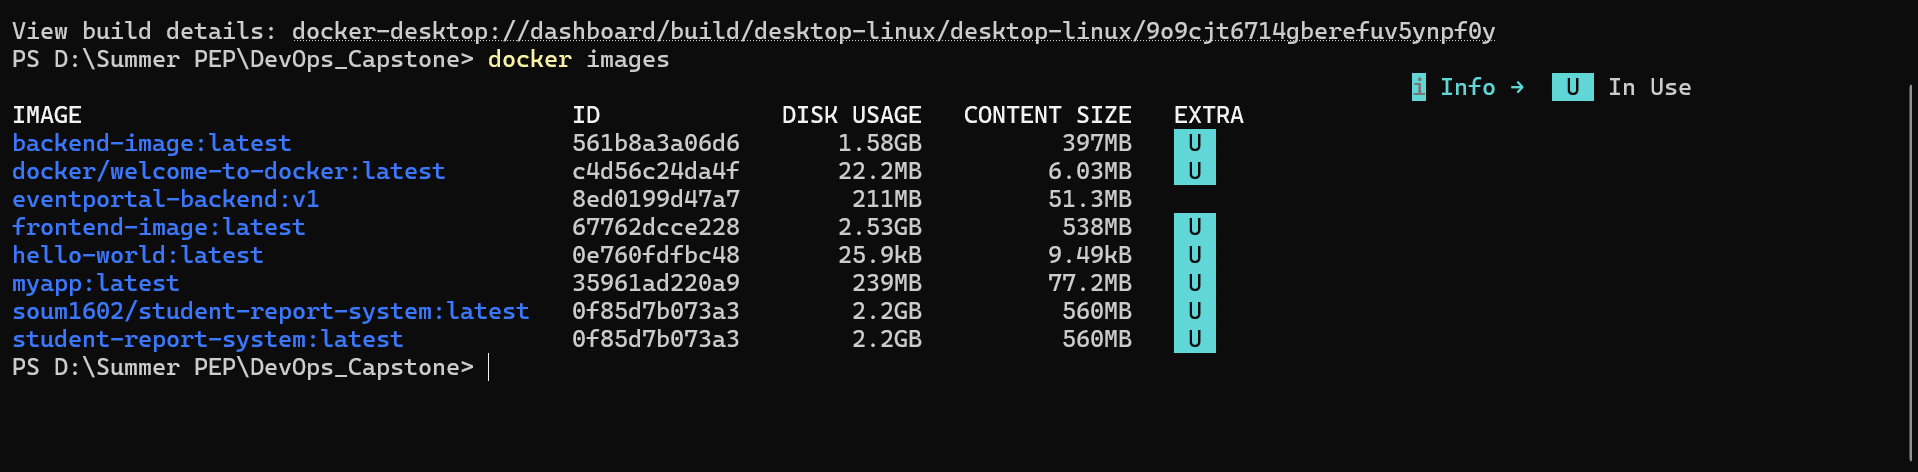 View build details: docker-desktop://dashboard/build/desktop-linux/desktop-linux/9o9cjt6714gberefuv5ynpf0y
PS D:\Summer PEP\DevOps_Capstone> docker images
i Info → U In Use
IMAGE ID DISK USAGE CONTENT SIZE EXTRA
backend-image:latest 561b8a3a06d6 1.58GB 397MB U
docker/welcome-to-docker:latest c4d56c24da4f 22.2MB 6.03MB U
eventportal-backend:v1 8ed0199d47a7 211MB 51.3MB
frontend-image:latest 67762dcce228 2.53GB 538MB U
hello-world:latest 0e760fdfbc48 25.9kB 9.49kB U
myapp:latest 35961ad220a9 239MB 77.2MB U
soum1602/student-report-system:latest 0f85d7b073a3 2.2GB 560MB U
student-report-system:latest 0f85d7b073a3 2.2GB 560MB U
PS D:\Summer PEP\DevOps_Capstone>